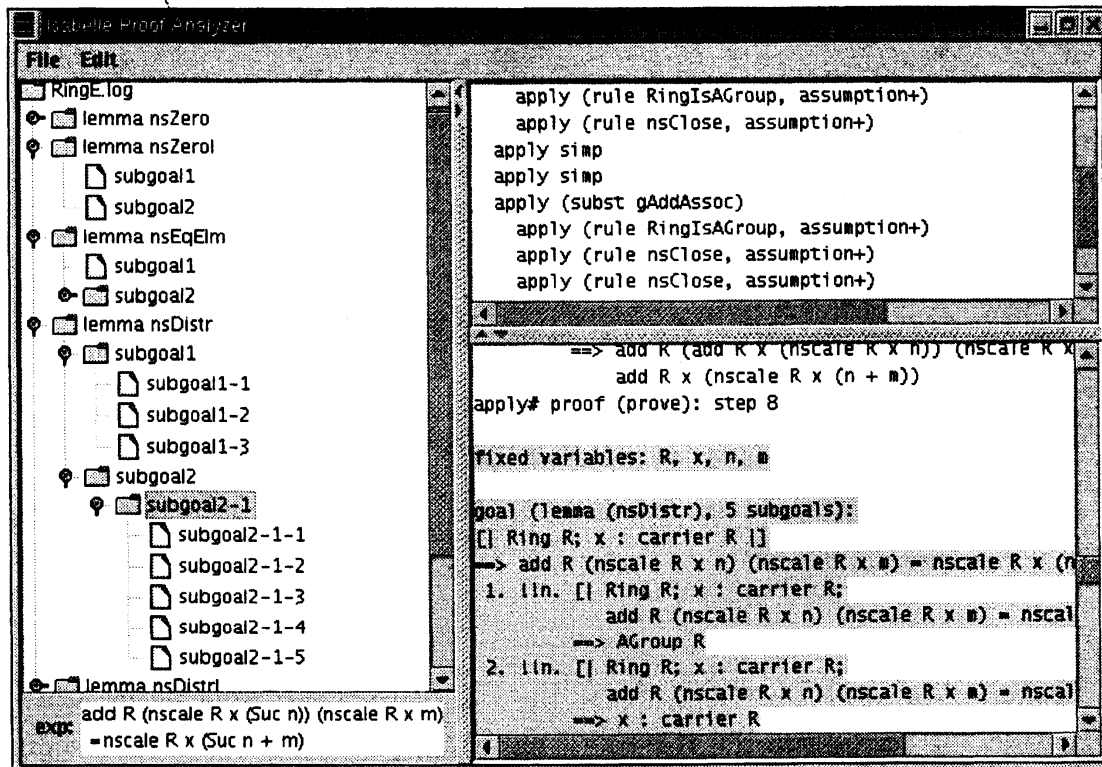 Isabelle Proof Analyzer
File Edit
RingE.log
lemma nsZero
lemma nsZeroI
subgoal1
subgoal2
lemma nsEqElm
subgoal1
subgoal2
lemma nsDistr
subgoal1
subgoal1-1
subgoal1-2
subgoal1-3
subgoal2
subgoal2-1
subgoal2-1-1
subgoal2-1-2
subgoal2-1-3
subgoal2-1-4
subgoal2-1-5
lemma nsDistrI
exp: add R (nscale R x (Suc n)) (nscale R x m)
=nscale R x (Suc n + m)
apply (rule RingIsAGroup, assumption+)
apply (rule nsClose, assumption+)
apply simp
apply simp
apply (subst gAddAssoc)
apply (rule RingIsAGroup, assumption+)
apply (rule nsClose, assumption+)
apply (rule nsClose, assumption+)
==> add R (add R x (nscale R x n)) (nscale R x
add R x (nscale R x (n + m))
apply# proof (prove): step 8
fixed variables: R, x, n, m
goal (lemma (nsDistr), 5 subgoals):
[| Ring R; x : carrier R |]
==> add R (nscale R x n) (nscale R x m) = nscale R x (n
1. !!n. [| Ring R; x : carrier R;
add R (nscale R x n) (nscale R x m) = nscal
==> AGroup R
2. !!n. [| Ring R; x : carrier R;
add R (nscale R x n) (nscale R x m) = nscal
==> x : carrier R